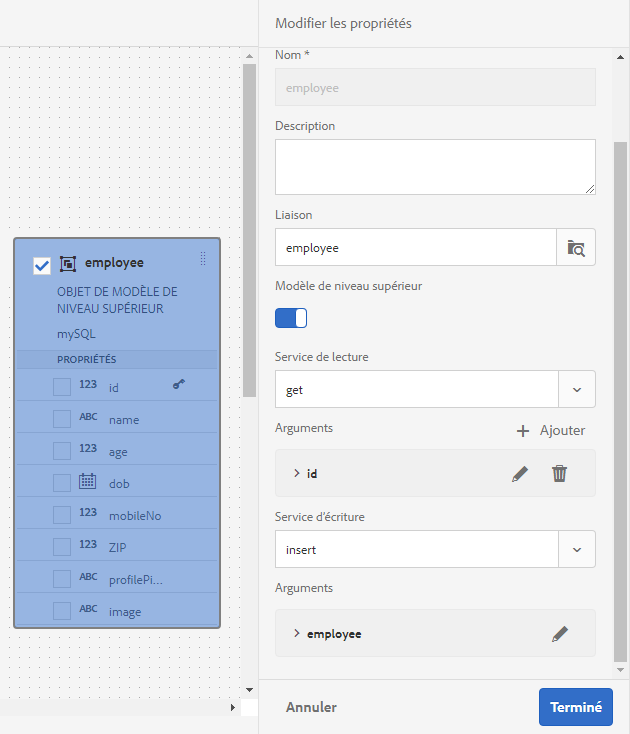 employee
OBJET DE MODÈLE DE
NIVEAU SUPÉRIEUR
mySQL
PROPRIÉTÉS
123 id
ABC name
123 age
dob
123 mobileNo
123 ZIP
ABC profilePi...
ABC image
Modifier les propriétés
Nom *
employee
Description
Liaison
employee
Modèle de niveau supérieur
Service de lecture
get
Arguments
Ajouter
id
Service d'écriture
insert
Arguments
employee
Annuler
Terminé